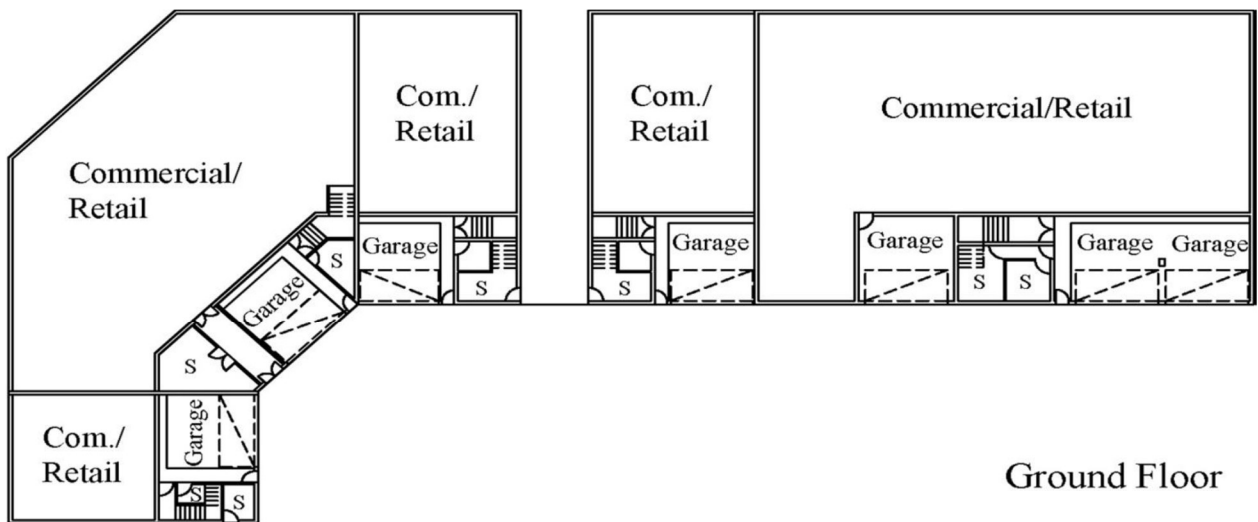 Com./
Retail
Com./
Retail
Commercial/Retail
Commercial/
Retail
Garage
Garage
Garage
Garage
Garage
S
S
S
S
S
Garage
S
Garage
Com./
Retail
S
S
Ground Floor